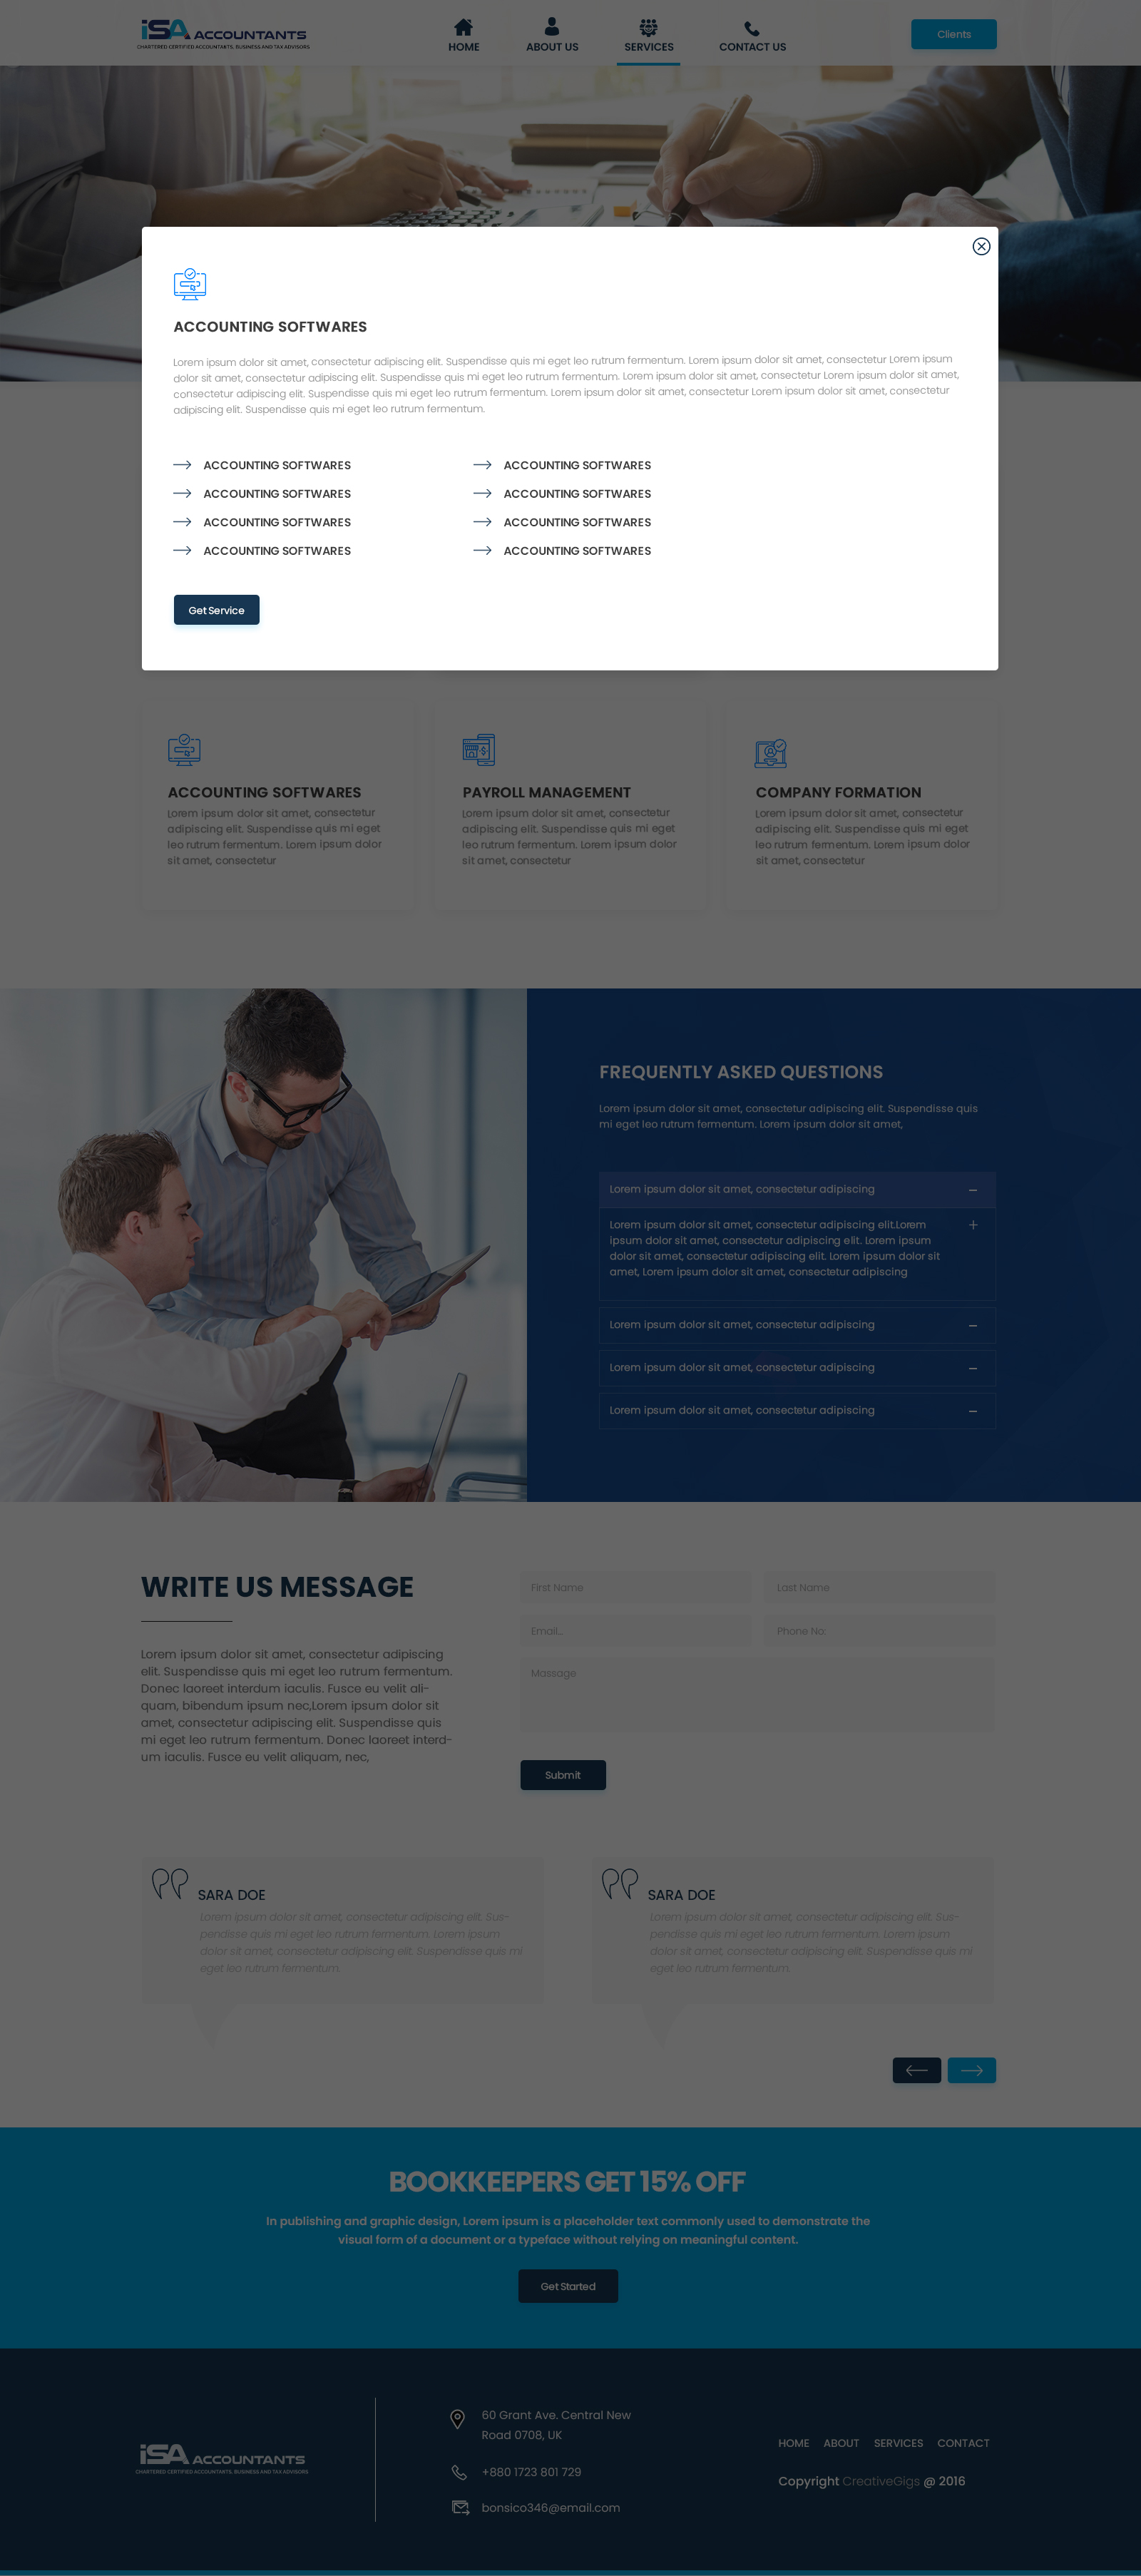 iSA ACCOUNTANTS
CHARTERED CERTIFIED ACCOUNTANTS, BUSINESS AND TAX ADVISORS
HOME
ABOUT US
SERVICES
CONTACT US
Clients
ACCOUNTING SOFTWARES
Lorem ipsum dolor sit amet, consectetur adipiscing elit. Suspendisse quis mi eget leo rutrum fermentum. Lorem ipsum dolor sit amet, consectetur Lorem ipsum
dolor sit amet, consectetur adipiscing elit. Suspendisse quis mi eget leo rutrum fermentum. Lorem ipsum dolor sit amet, consectetur Lorem ipsum dolor sit amet,
consectetur adipiscing elit. Suspendisse quis mi eget leo rutrum fermentum. Lorem ipsum dolor sit amet, consectetur Lorem ipsum dolor sit amet, consectetur
adipiscing elit. Suspendisse quis mi eget leo rutrum fermentum.
ACCOUNTING SOFTWARES
ACCOUNTING SOFTWARES
ACCOUNTING SOFTWARES
ACCOUNTING SOFTWARES
ACCOUNTING SOFTWARES
ACCOUNTING SOFTWARES
ACCOUNTING SOFTWARES
ACCOUNTING SOFTWARES
Get Service
ACCOUNTING SOFTWARES
Lorem ipsum dolor sit amet, consectetur
adipiscing elit. Suspendisse quis mi eget
leo rutrum fermentum. Lorem ipsum dolor
sit amet, consectetur
PAYROLL MANAGEMENT
Lorem ipsum dolor sit amet, consectetur
adipiscing elit. Suspendisse quis mi eget
leo rutrum fermentum. Lorem ipsum dolor
sit amet, consectetur
COMPANY FORMATION
Lorem ipsum dolor sit amet, consectetur
adipiscing elit. Suspendisse quis mi eget
leo rutrum fermentum. Lorem ipsum dolor
sit amet, consectetur
FREQUENTLY ASKED QUESTIONS
Lorem ipsum dolor sit amet, consectetur adipiscing elit. Suspendisse quis
mi eget leo rutrum fermentum. Lorem ipsum dolor sit amet,
Lorem ipsum dolor sit amet, consectetur adipiscing
Lorem ipsum dolor sit amet, consectetur adipiscing elit.Lorem
ipsum dolor sit amet, consectetur adipiscing elit. Lorem ipsum
dolor sit amet, consectetur adipiscing elit. Lorem ipsum dolor sit
amet, Lorem ipsum dolor sit amet, consectetur adipiscing
Lorem ipsum dolor sit amet, consectetur adipiscing
Lorem ipsum dolor sit amet, consectetur adipiscing
Lorem ipsum dolor sit amet, consectetur adipiscing
WRITE US MESSAGE
Lorem ipsum dolor sit amet, consectetur adipiscing
elit. Suspendisse quis mi eget leo rutrum fermentum.
Donec laoreet interdum iaculis. Fusce eu velit ali-
quam, bibendum ipsum nec,Lorem ipsum dolor sit
amet, consectetur adipiscing elit. Suspendisse quis
mi eget leo rutrum fermentum. Donec laoreet interd-
um iaculis. Fusce eu velit aliquam, nec,
First Name
Last Name
Email...
Phone No:
Massage
Submit
SARA DOE
Lorem ipsum dolor sit amet, consectetur adipiscing elit. Sus-
pendisse quis mi eget leo rutrum fermentum. Lorem ipsum
dolor sit amet, consectetur adipiscing elit. Suspendisse quis mi
eget leo rutrum fermentum.
SARA DOE
Lorem ipsum dolor sit amet, consectetur adipiscing elit. Sus-
pendisse quis mi eget leo rutrum fermentum. Lorem ipsum
dolor sit amet, consectetur adipiscing elit. Suspendisse quis mi
eget leo rutrum fermentum.
BOOKKEEPERS GET 15% OFF
In publishing and graphic design, Lorem ipsum is a placeholder text commonly used to demonstrate the
visual form of a document or a typeface without relying on meaningful content.
Get Started
iSA ACCOUNTANTS
CHARTERED CERTIFIED ACCOUNTANTS, BUSINESS AND TAX ADVISORS
60 Grant Ave. Central New
Road 0708, UK
+880 1723 801 729
bonsico346@email.com
HOME
ABOUT
SERVICES
CONTACT
Copyright CreativeGigs @ 2016